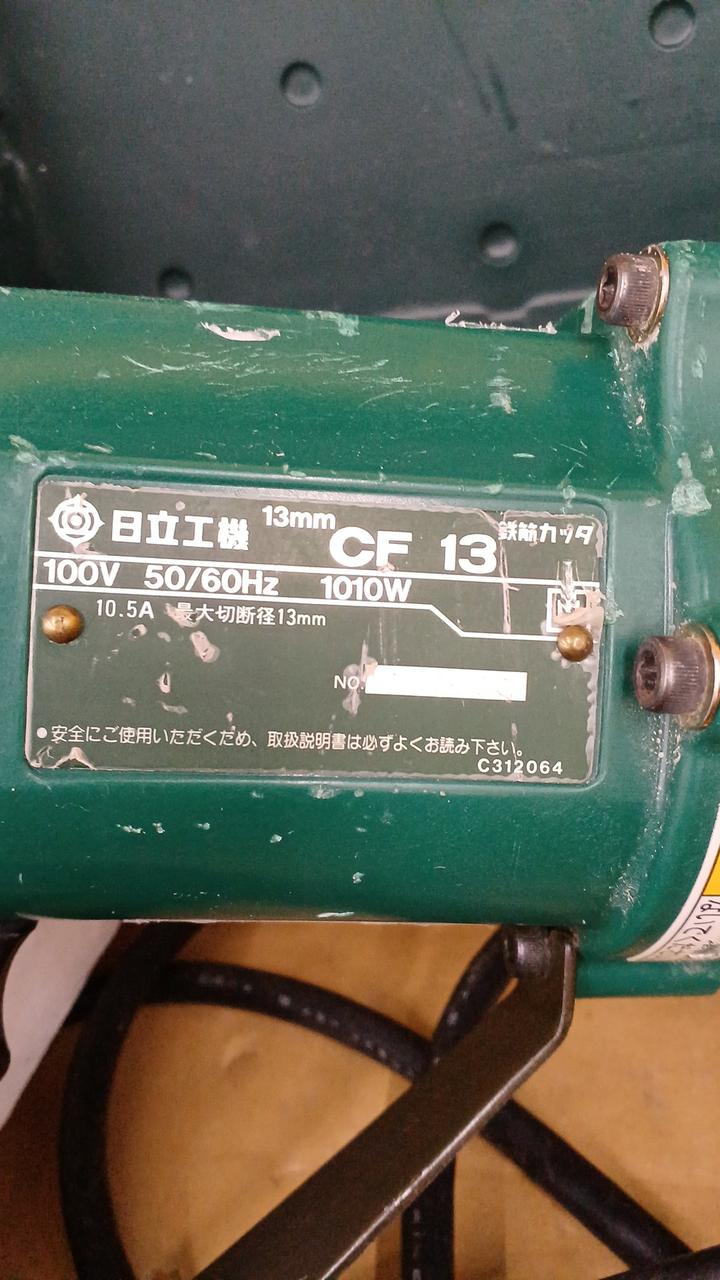 日立工機 13mm CF 13 鉄筋カッタ
100V 50/60Hz 1010W
10.5A 最大切断径13mm
NO.
●安全にご使用いただくため、取扱説明書は必ずよくお読み下さい。
C312064